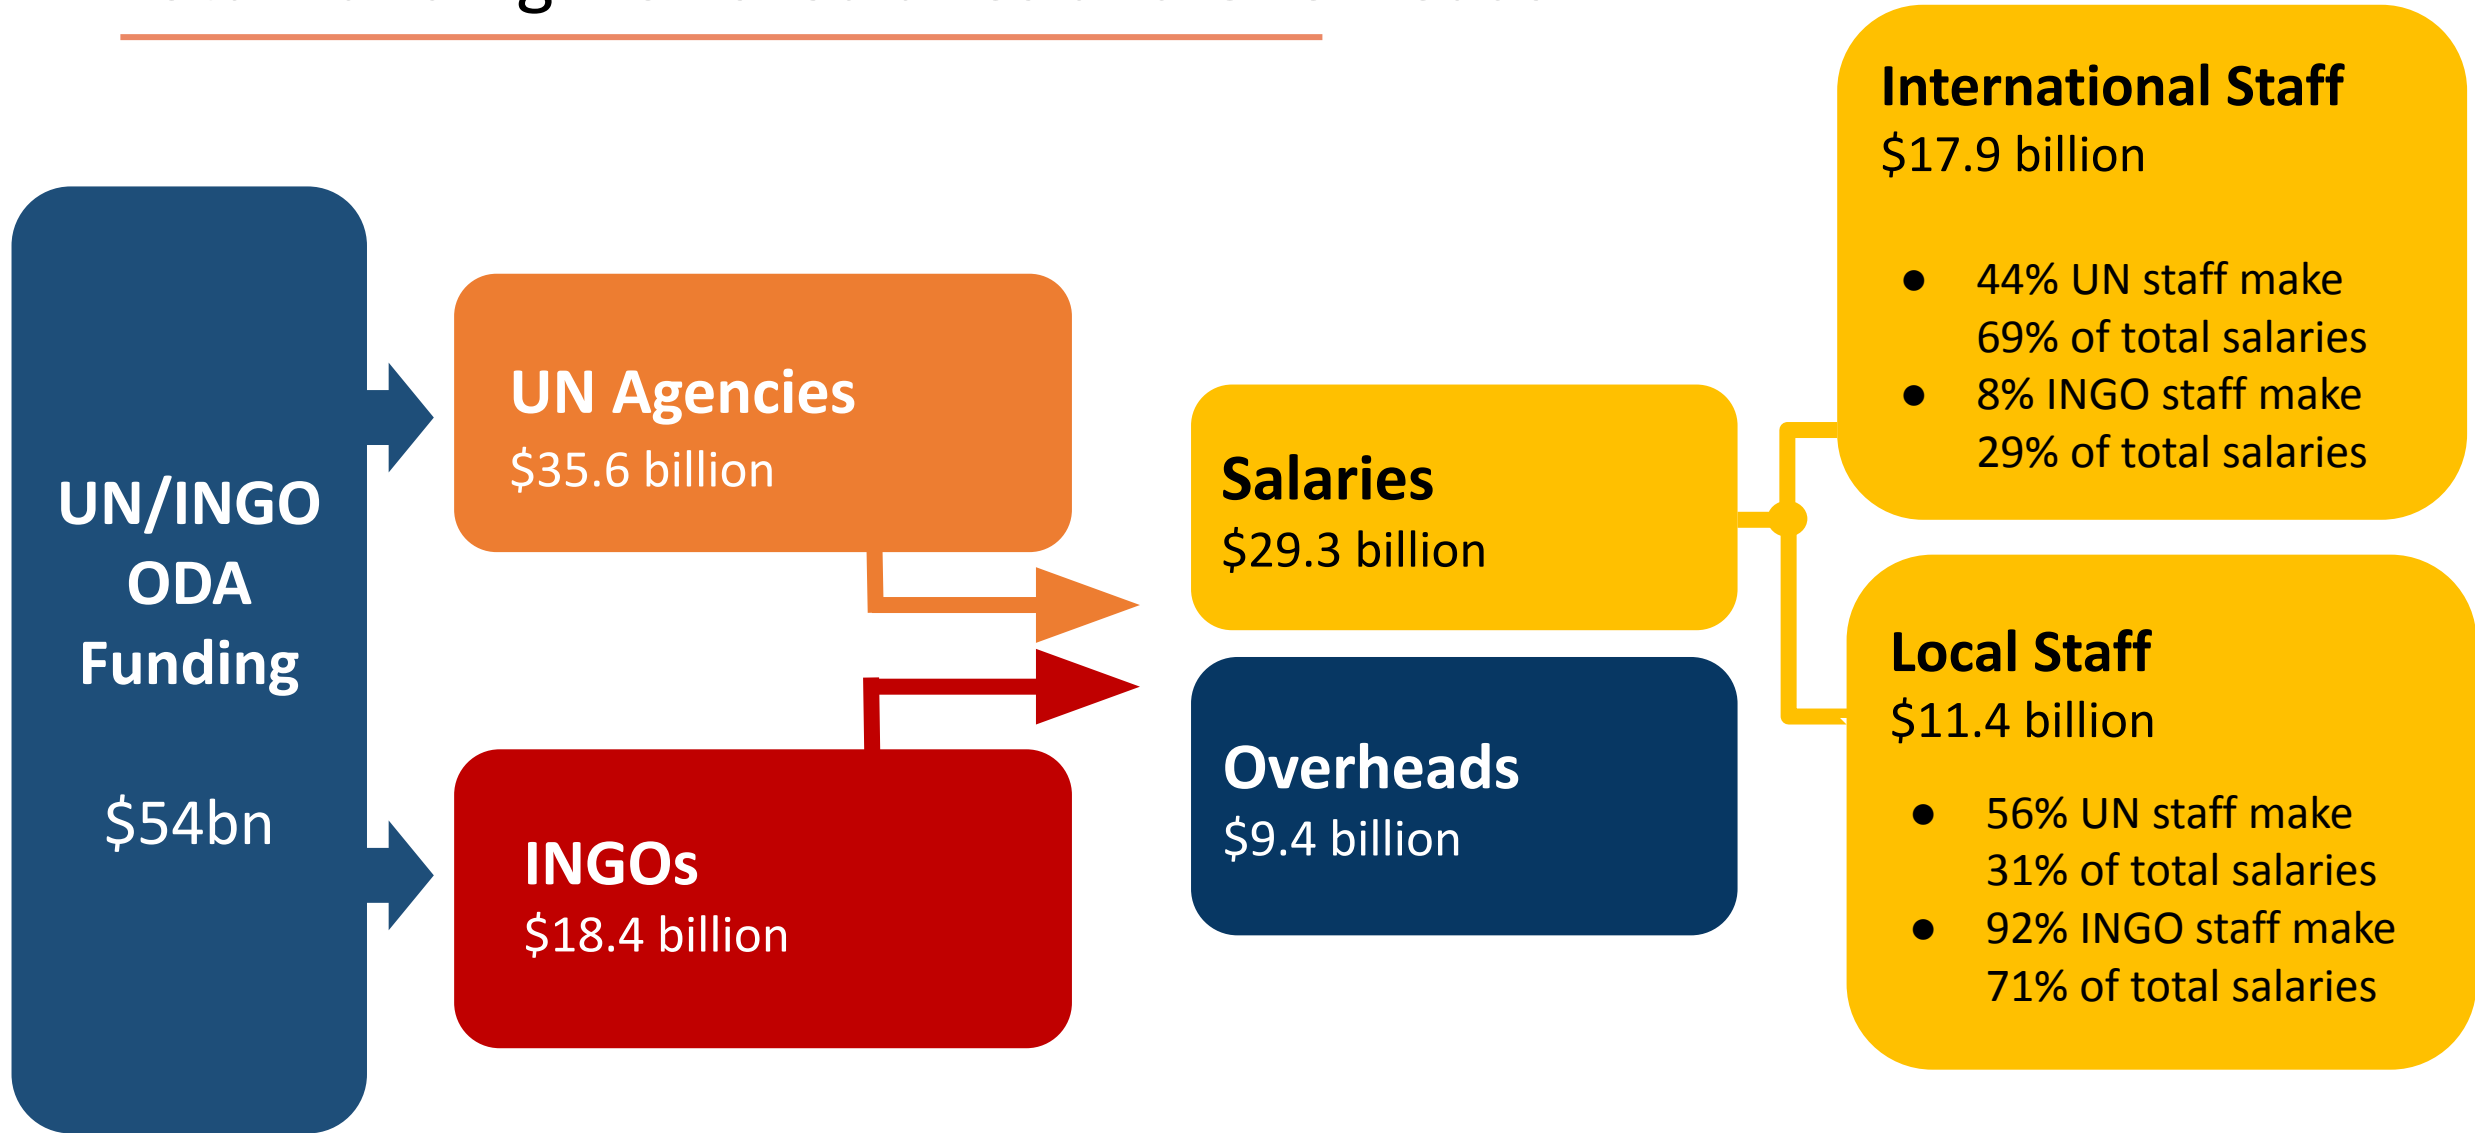 UN/INGO
ODA
Funding
$54bn
UN Agencies
$35.6 billion
INGOs
$18.4 billion
Salaries
$29.3 billion
Overheads
$9.4 billion
International Staff
$17.9 billion
● 44% UN staff make
69% of total salaries
● 8% INGO staff make
29% of total salaries
Local Staff
$11.4 billion
● 56% UN staff make
31% of total salaries
● 92% INGO staff make
71% of total salaries